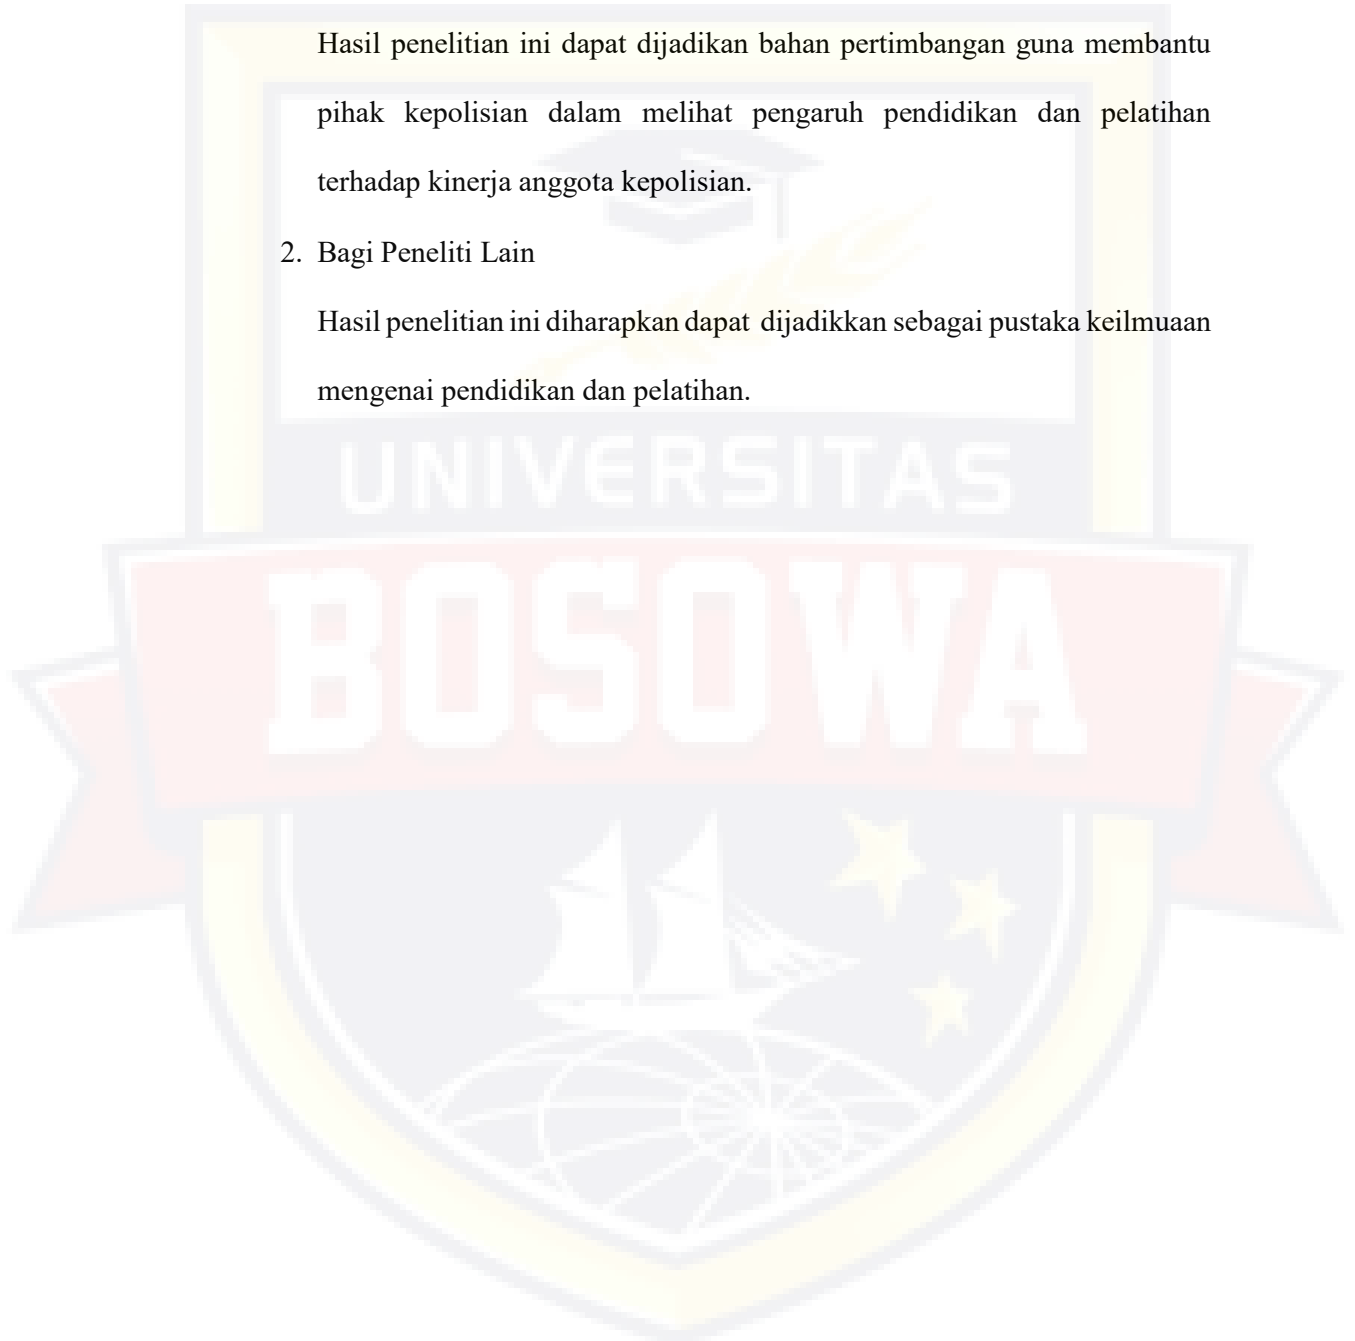 Hasil penelitian ini dapat dijadikan bahan pertimbangan guna membantu
pihak kepolisian dalam melihat pengaruh pendidikan dan pelatihan
terhadap kinerja anggota kepolisian.
2. Bagi Peneliti Lain
Hasil penelitian ini diharapkan dapat dijadikkan sebagai pustaka keilmuaan
mengenai pendidikan dan pelatihan.
UNIVERSITAS
BOSOWA